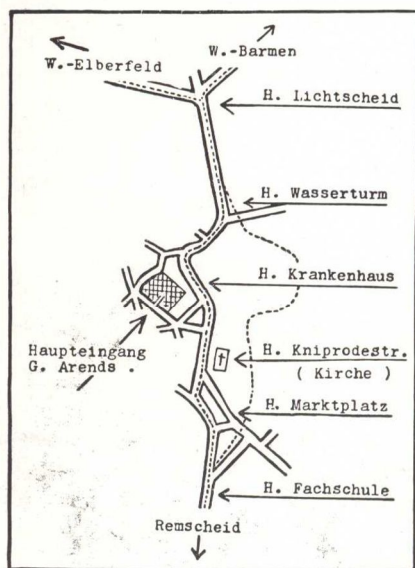 W.-Barmen
W.-Elberfeld
H. Lichtscheid
H. Wasserturm
H. Krankenhaus
Haupteingang
G. Arends .
H. Kniprodestr.
( Kirche )
H. Marktplatz
H. Fachschule
Remscheid